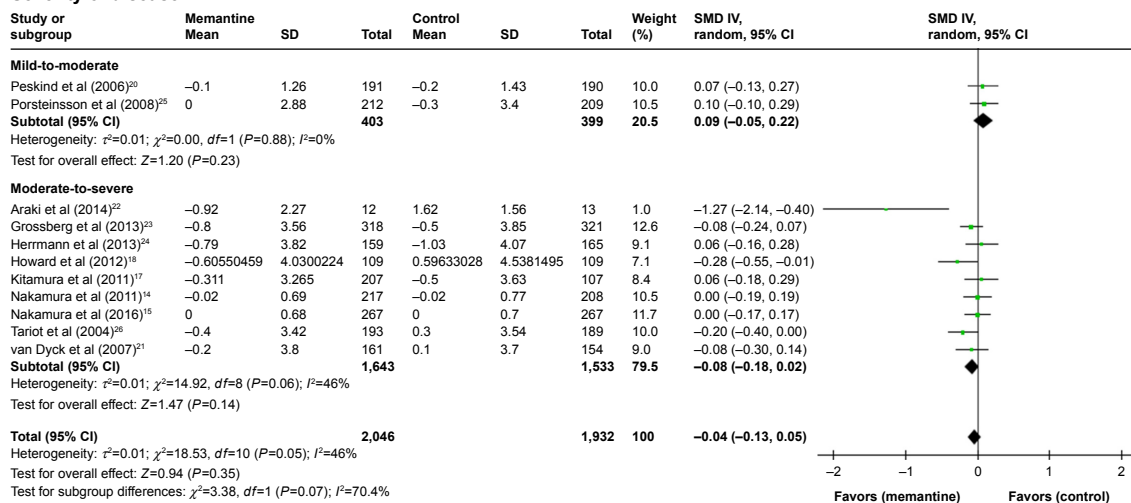 Study or subgroup Memantine Mean SD Total Control Mean SD Total Weight (%) SMD IV, random, 95% CI SMD IV, random, 95% CI
Mild-to-moderate
Peskind et al (2006)²⁰ –0.1 1.26 191 –0.2 1.43 190 10.0 0.07 (–0.13, 0.27)
Porsteinsson et al (2008)²⁵ 0 2.88 212 –0.3 3.4 209 10.5 0.10 (–0.10, 0.29)
Subtotal (95% CI) 403 399 20.5 0.09 (–0.05, 0.22)
Heterogeneity: τ²=0.01; χ²=0.00, df=1 (P=0.88); I²=0%
Test for overall effect: Z=1.20 (P=0.23)
Moderate-to-severe
Araki et al (2014)²² –0.92 2.27 12 1.62 1.56 13 1.0 –1.27 (–2.14, –0.40)
Grossberg et al (2013)²³ –0.8 3.56 318 –0.5 3.85 321 12.6 –0.08 (–0.24, 0.07)
Herrmann et al (2013)²⁴ –0.79 3.82 159 –1.03 4.07 165 9.1 0.06 (–0.16, 0.28)
Howard et al (2012)¹⁸ –0.60550459 4.0300224 109 0.59633028 4.5381495 109 7.1 –0.28 (–0.55, –0.01)
Kitamura et al (2011)¹⁷ –0.311 3.265 207 –0.5 3.63 107 8.4 0.06 (–0.18, 0.29)
Nakamura et al (2011)¹⁴ –0.02 0.69 217 –0.02 0.77 208 10.5 0.00 (–0.19, 0.19)
Nakamura et al (2016)¹⁵ 0 0.68 267 0 0.7 267 11.7 0.00 (–0.17, 0.17)
Tariot et al (2004)²⁶ –0.4 3.42 193 0.3 3.54 189 10.0 –0.20 (–0.40, 0.00)
van Dyck et al (2007)²¹ –0.2 3.8 161 0.1 3.7 154 9.0 –0.08 (–0.30, 0.14)
Subtotal (95% CI) 1,643 1,533 79.5 –0.08 (–0.18, 0.02)
Heterogeneity: τ²=0.01; χ²=14.92, df=8 (P=0.06); I²=46%
Test for overall effect: Z=1.47 (P=0.14)
Total (95% CI) 2,046 1,932 100 –0.04 (–0.13, 0.05)
Heterogeneity: τ²=0.01; χ²=18.53, df=10 (P=0.05); I²=46%
Test for overall effect: Z=0.94 (P=0.35)
Test for subgroup differences: χ²=3.38, df=1 (P=0.07); I²=70.4%
–2 –1 0 1 2
Favors (memantine) Favors (control)